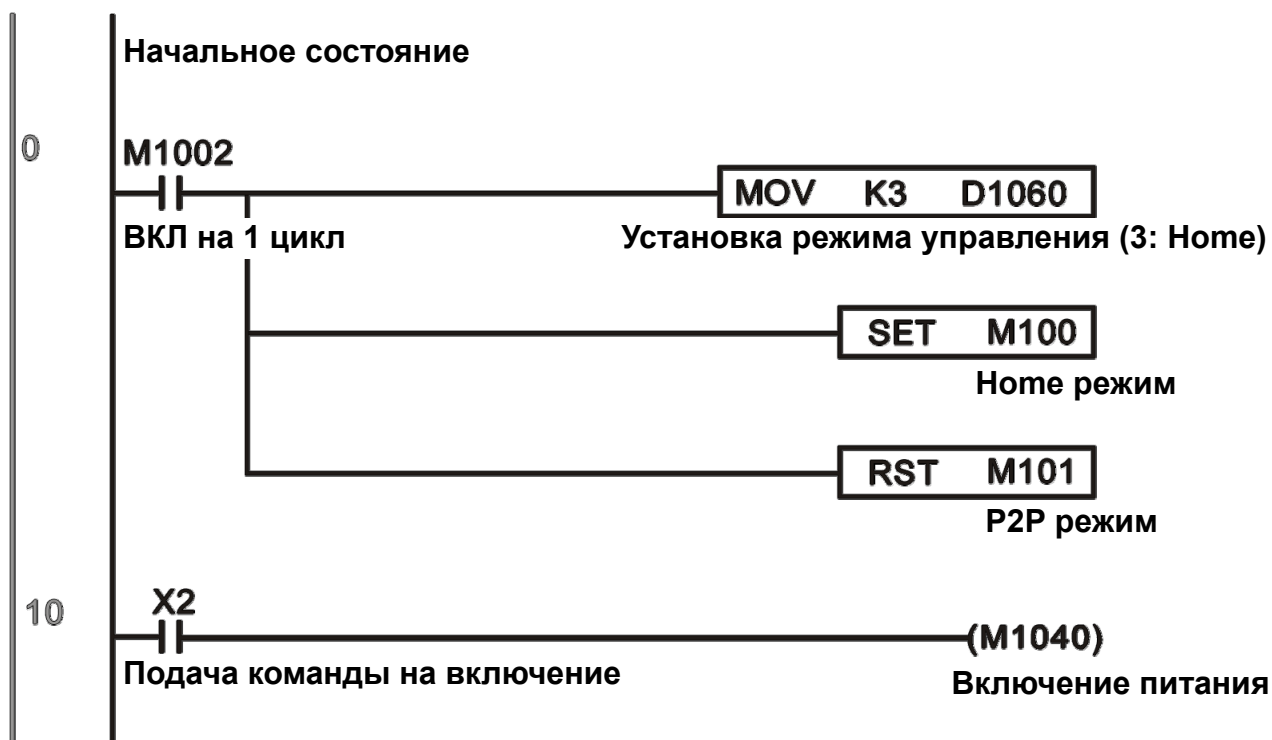 Начальное состояние
0
M1002
MOV K3 D1060
ВКЛ на 1 цикл
Установка режима управления (3: Home)
SET M100
Home режим
RST M101
P2P режим
10
X2
(M1040)
Подача команды на включение
Включение питания